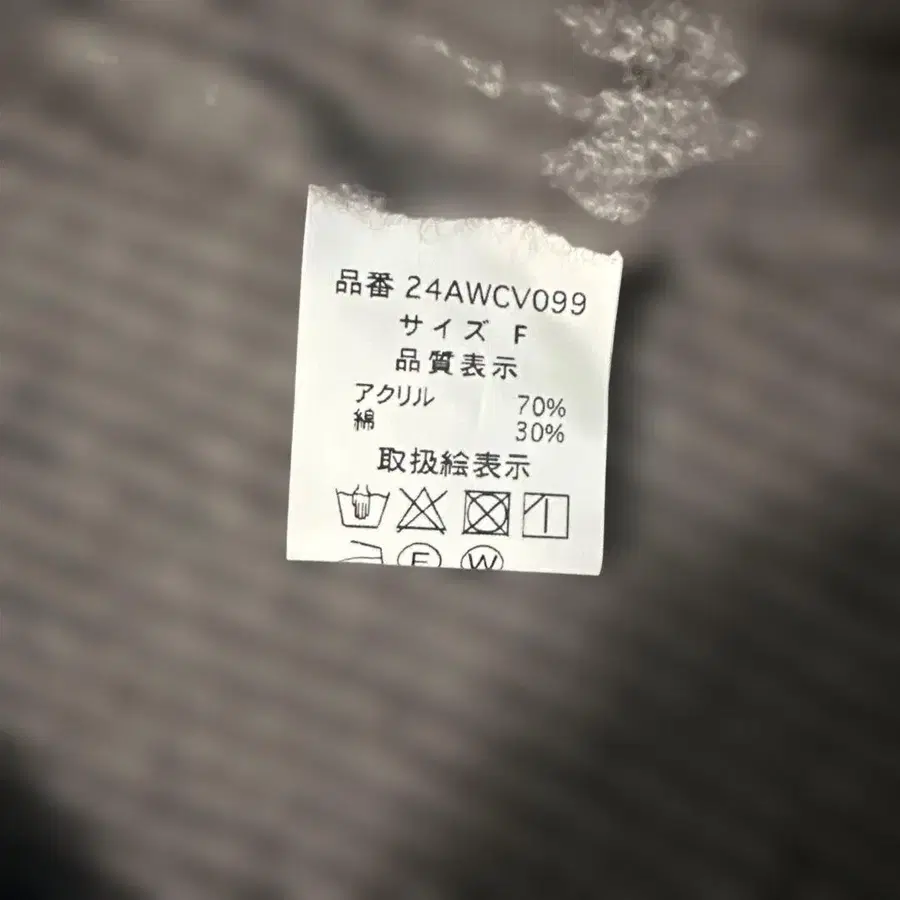 品番 24AWCV099
サイズ F
品質表示
アクリル 70%
綿 30%
取扱絵表示
F W